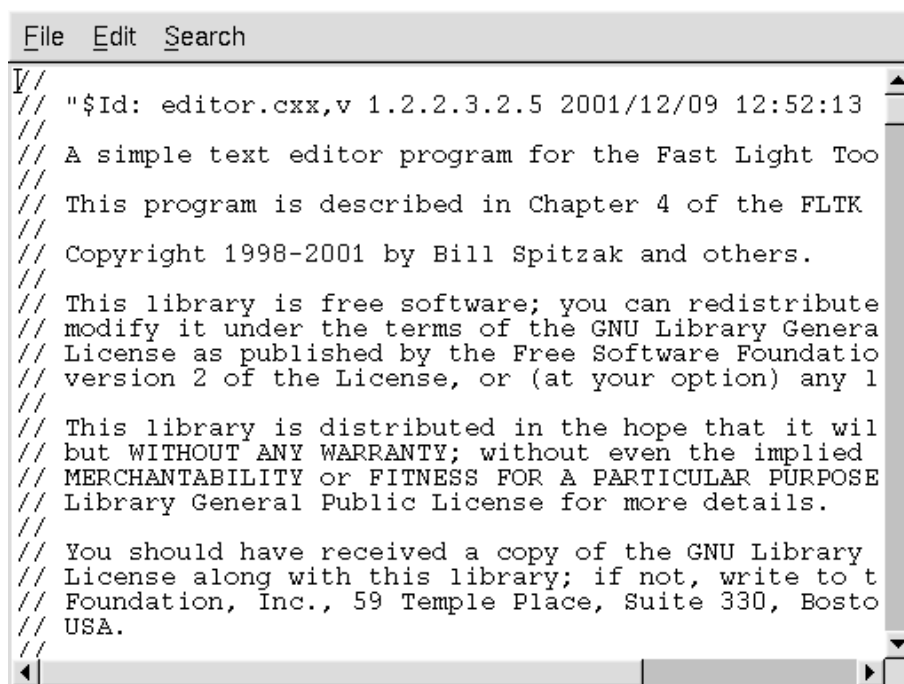 File Edit Search
//
// "$Id: editor.cxx,v 1.2.2.3.2.5 2001/12/09 12:52:13
//
// A simple text editor program for the Fast Light Too
//
// This program is described in Chapter 4 of the FLTK
//
// Copyright 1998-2001 by Bill Spitzak and others.
//
// This library is free software; you can redistribute
// modify it under the terms of the GNU Library Genera
// License as published by the Free Software Foundatio
// version 2 of the License, or (at your option) any l
//
// This library is distributed in the hope that it wil
// but WITHOUT ANY WARRANTY; without even the implied
// MERCHANTABILITY or FITNESS FOR A PARTICULAR PURPOSE
// Library General Public License for more details.
//
// You should have received a copy of the GNU Library
// License along with this library; if not, write to t
// Foundation, Inc., 59 Temple Place, Suite 330, Bosto
// USA.
//